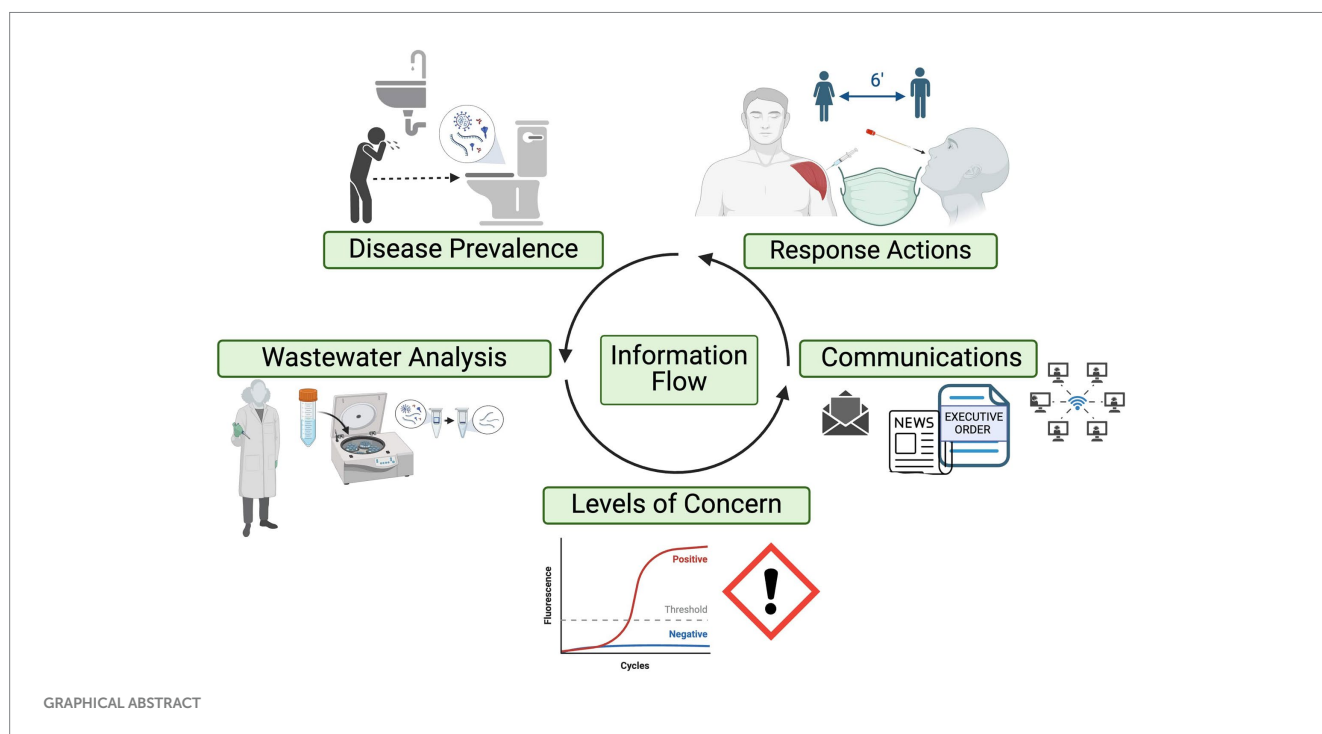 6'
Disease Prevalence
Response Actions
Wastewater Analysis
Information
Flow
Communications
NEWS
EXECUTIVE
ORDER
Levels of Concern
Positive
Fluorescence
Threshold
Negative
Cycles
GRAPHICAL ABSTRACT